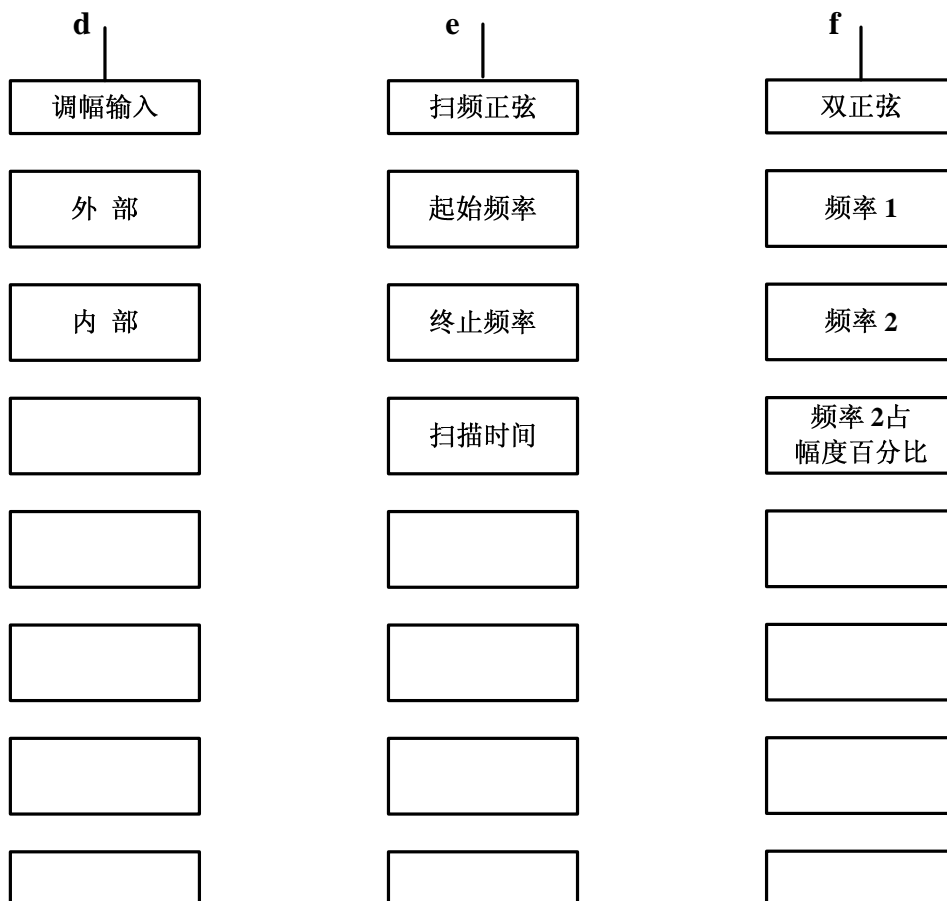 d
e
f
调幅输入
扫频正弦
双正弦
外 部
起始频率
频率 1
内 部
终止频率
频率 2
扫描时间
频率 2占
幅度百分比